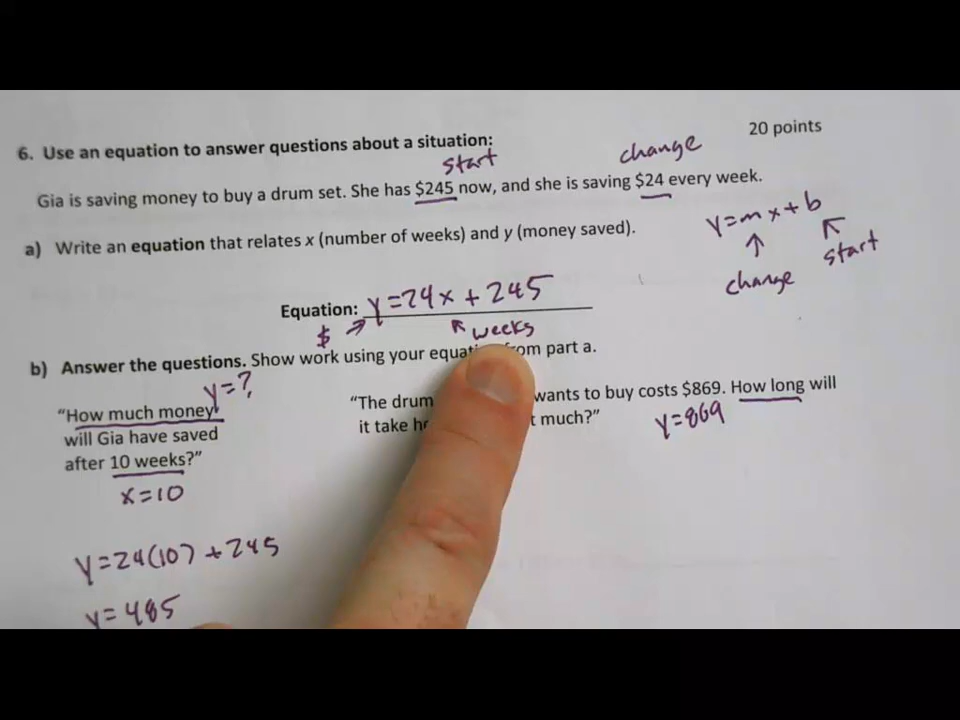 20 points
6. Use an equation to answer questions about a situation:
start
change
Gia is saving money to buy a drum set. She has $245 now, and she is saving $24 every week.
y=mx+b
a) Write an equation that relates x (number of weeks) and y (money saved).
change
start
Equation: y=24x + 245
$
weeks
b) Answer the questions. Show work using your equati om part a.
y=?
"How much money
will Gia have saved
after 10 weeks?"
x=10
"The drum wants to buy costs $869. How long will
it take t much?"
y=869
y=24(10) +245
y=485